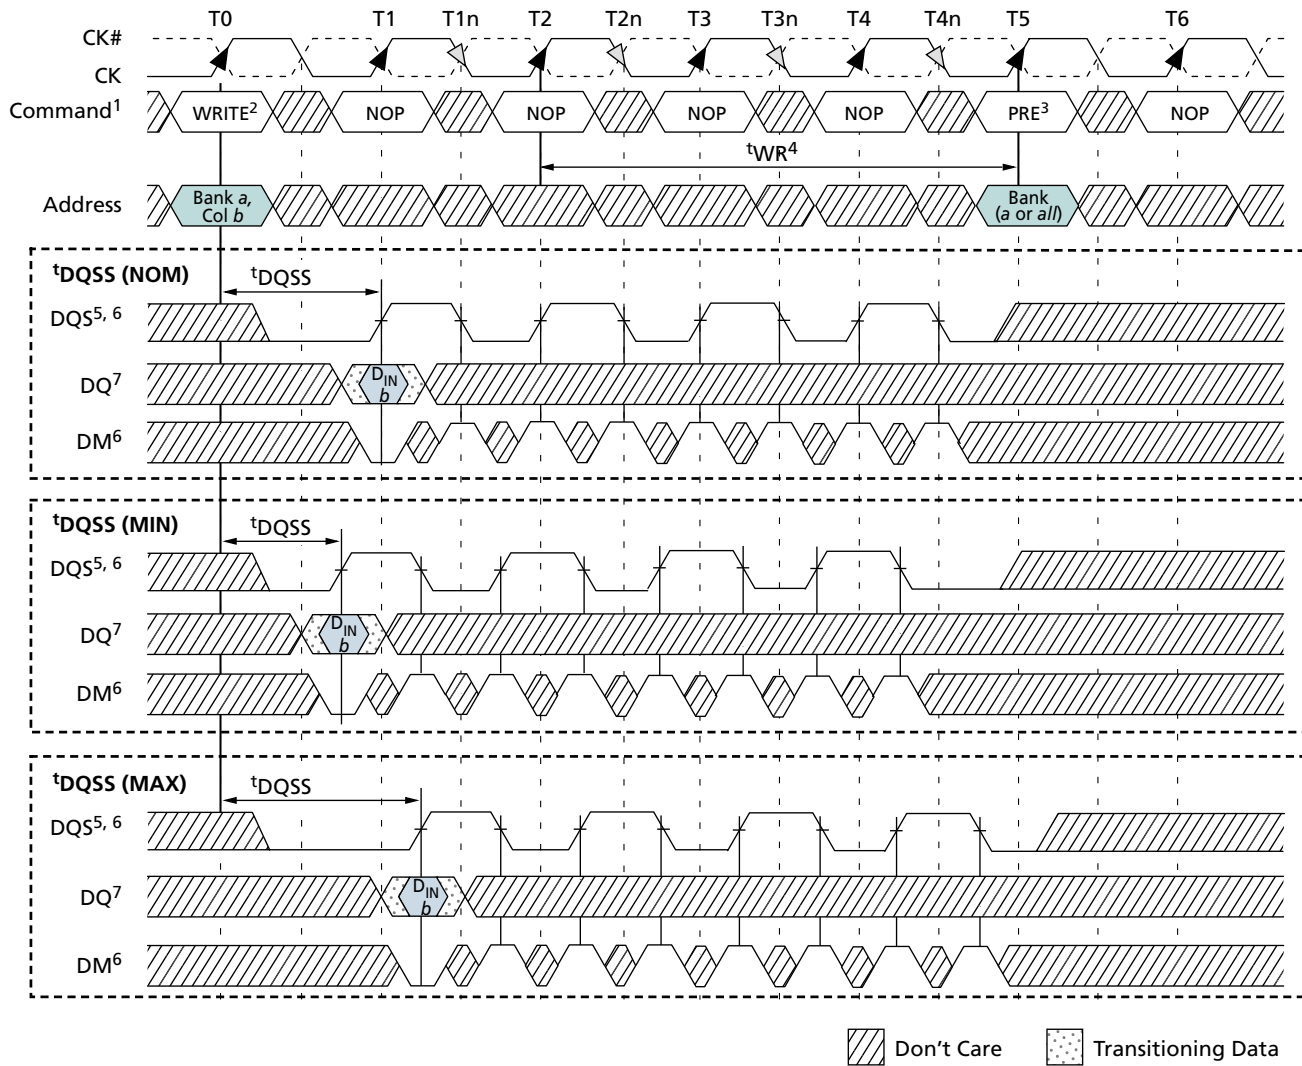 T0 T1 T1n T2 T2n T3 T3n T4 T4n T5 T6
CK#
CK
Command1 WRITE2 NOP NOP NOP NOP PRE3 NOP
tWR4
Address Bank a, Col b Bank (a or all)
tDQSS (NOM)
tDQSS
DQS5, 6
DQ7 DIN b
DM6
tDQSS (MIN)
tDQSS
DQS5, 6
DQ7 DIN b
DM6
tDQSS (MAX)
tDQSS
DQS5, 6
DQ7 DIN b
DM6
Don't Care Transitioning Data